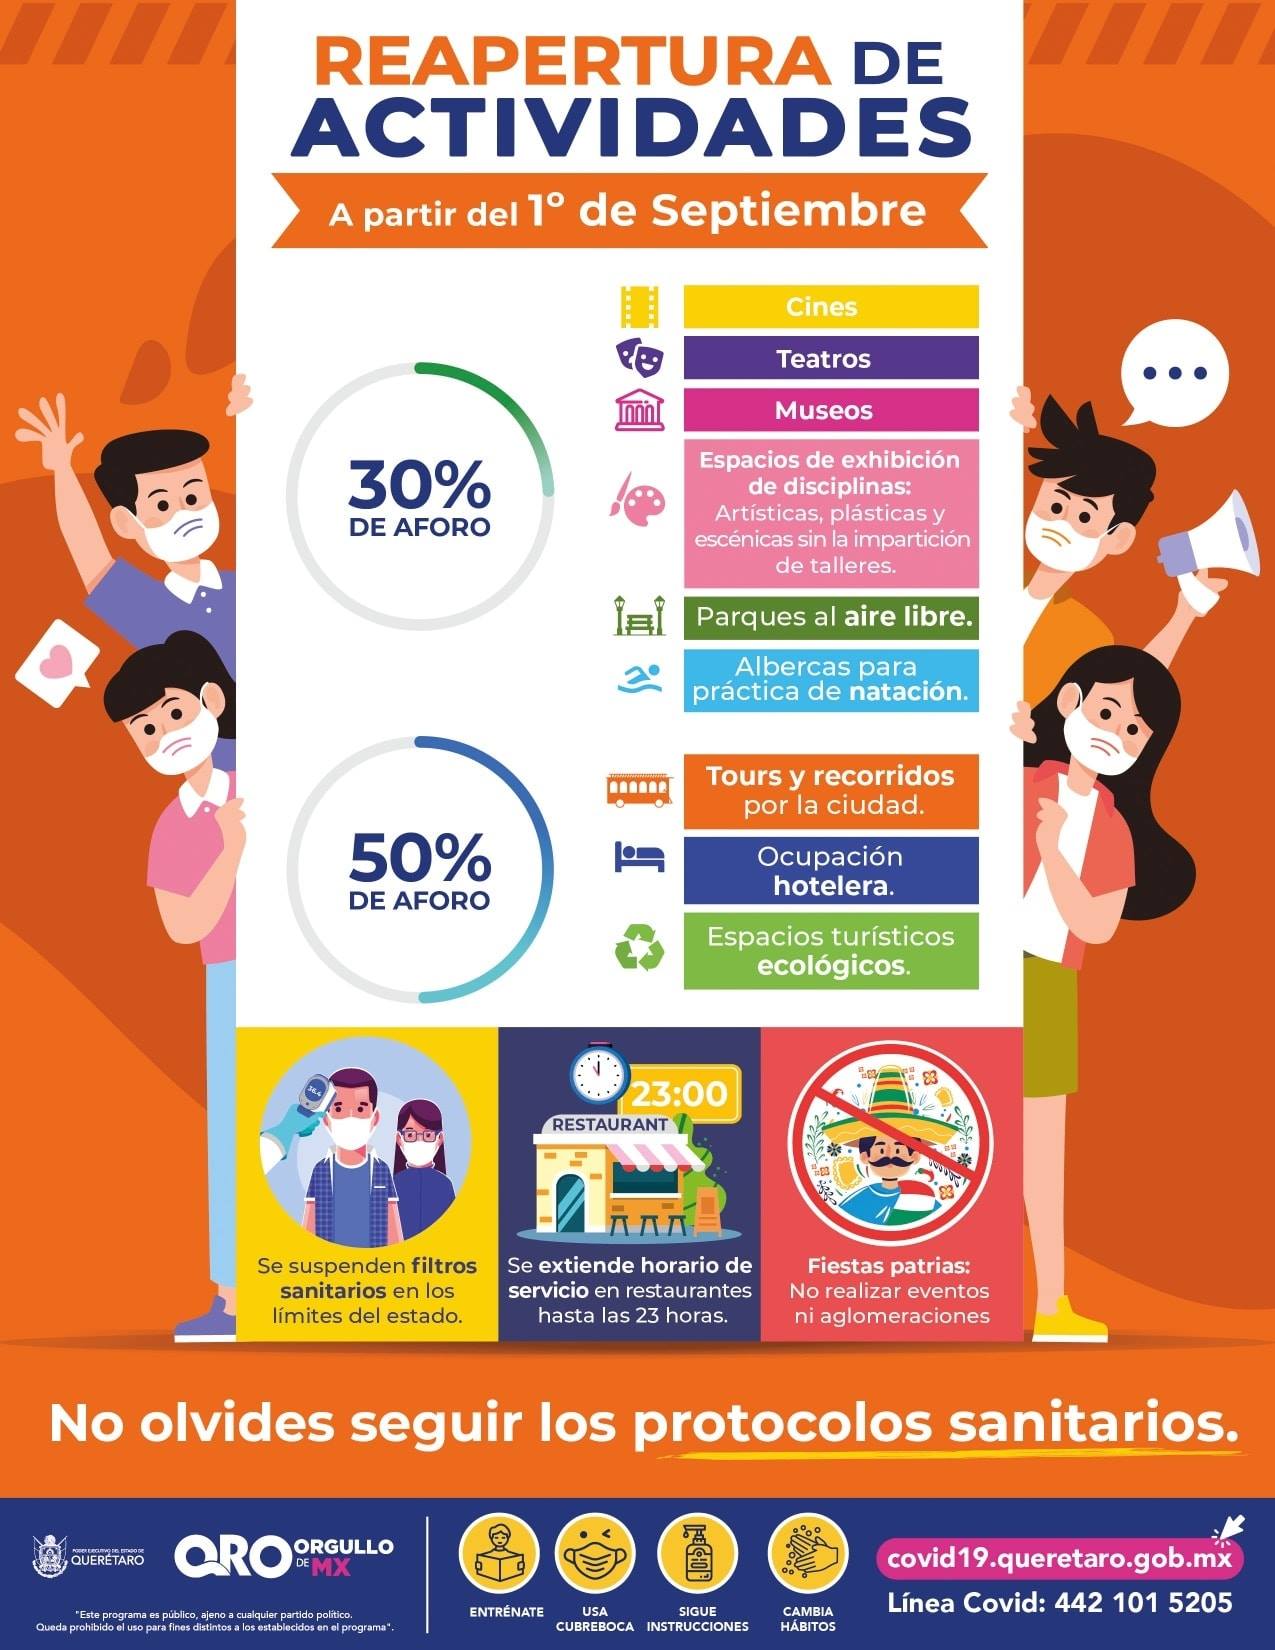 REAPERTURA DE
ACTIVIDADES
A partir del 1º de Septiembre
30%
DE AFORO
Cines
Teatros
Museos
Espacios de exhibición
de disciplinas:
Artísticas, plásticas y
escénicas sin la impartición
de talleres.
Parques al aire libre.
Albercas para
práctica de natación.
50%
DE AFORO
Tours y recorridos
por la ciudad.
Ocupación
hotelera.
Espacios turísticos
ecológicos.
36.4
Se suspenden filtros
sanitarios en los
límites del estado.
23:00
RESTAURANT
Se extiende horario de
servicio en restaurantes
hasta las 23 horas.
Fiestas patrias:
No realizar eventos
ni aglomeraciones
No olvides seguir los protocolos sanitarios.
PODER EJECUTIVO DEL ESTADO DE
QUERÉTARO
QRO ORGULLO
DE MX
"Este programa es público, ajeno a cualquier partido político.
Queda prohibido el uso para fines distintos a los establecidos en el programa".
ENTRÉNATE
USA
CUBREBOCA
SIGUE
INSTRUCCIONES
CAMBIA
HÁBITOS
covid19.queretaro.gob.mx
Línea Covid: 442 101 5205